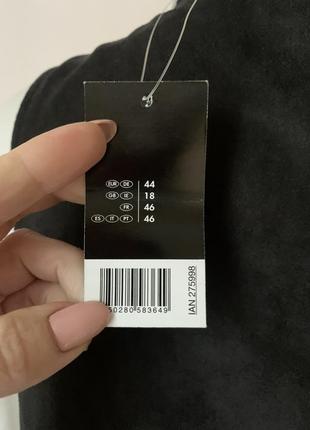 EUR DE 44
GB IE 18
FR 46
ES IT PT 46
50280 583649
IAN 275998